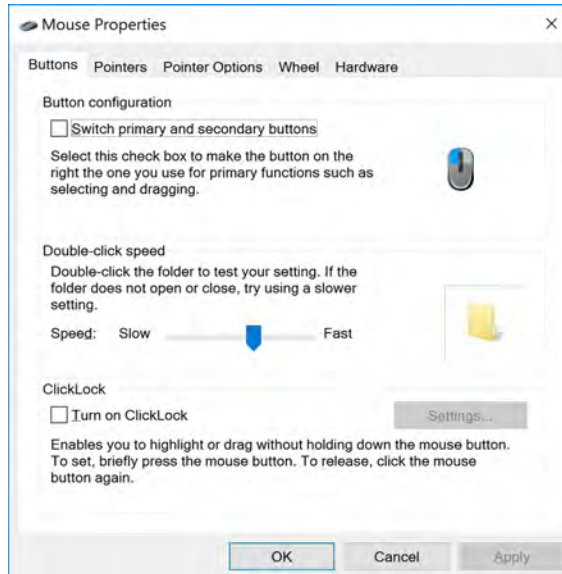 Mouse Properties
Buttons Pointers Pointer Options Wheel Hardware
Button configuration
Switch primary and secondary buttons
Select this check box to make the button on the
right the one you use for primary functions such as
selecting and dragging.
Double-click speed
Double-click the folder to test your setting. If the
folder does not open or close, try using a slower
setting.
Speed: Slow Fast
ClickLock
Turn on ClickLock Settings...
Enables you to highlight or drag without holding down the mouse button.
To set, briefly press the mouse button. To release, click the mouse
button again.
OK Cancel Apply